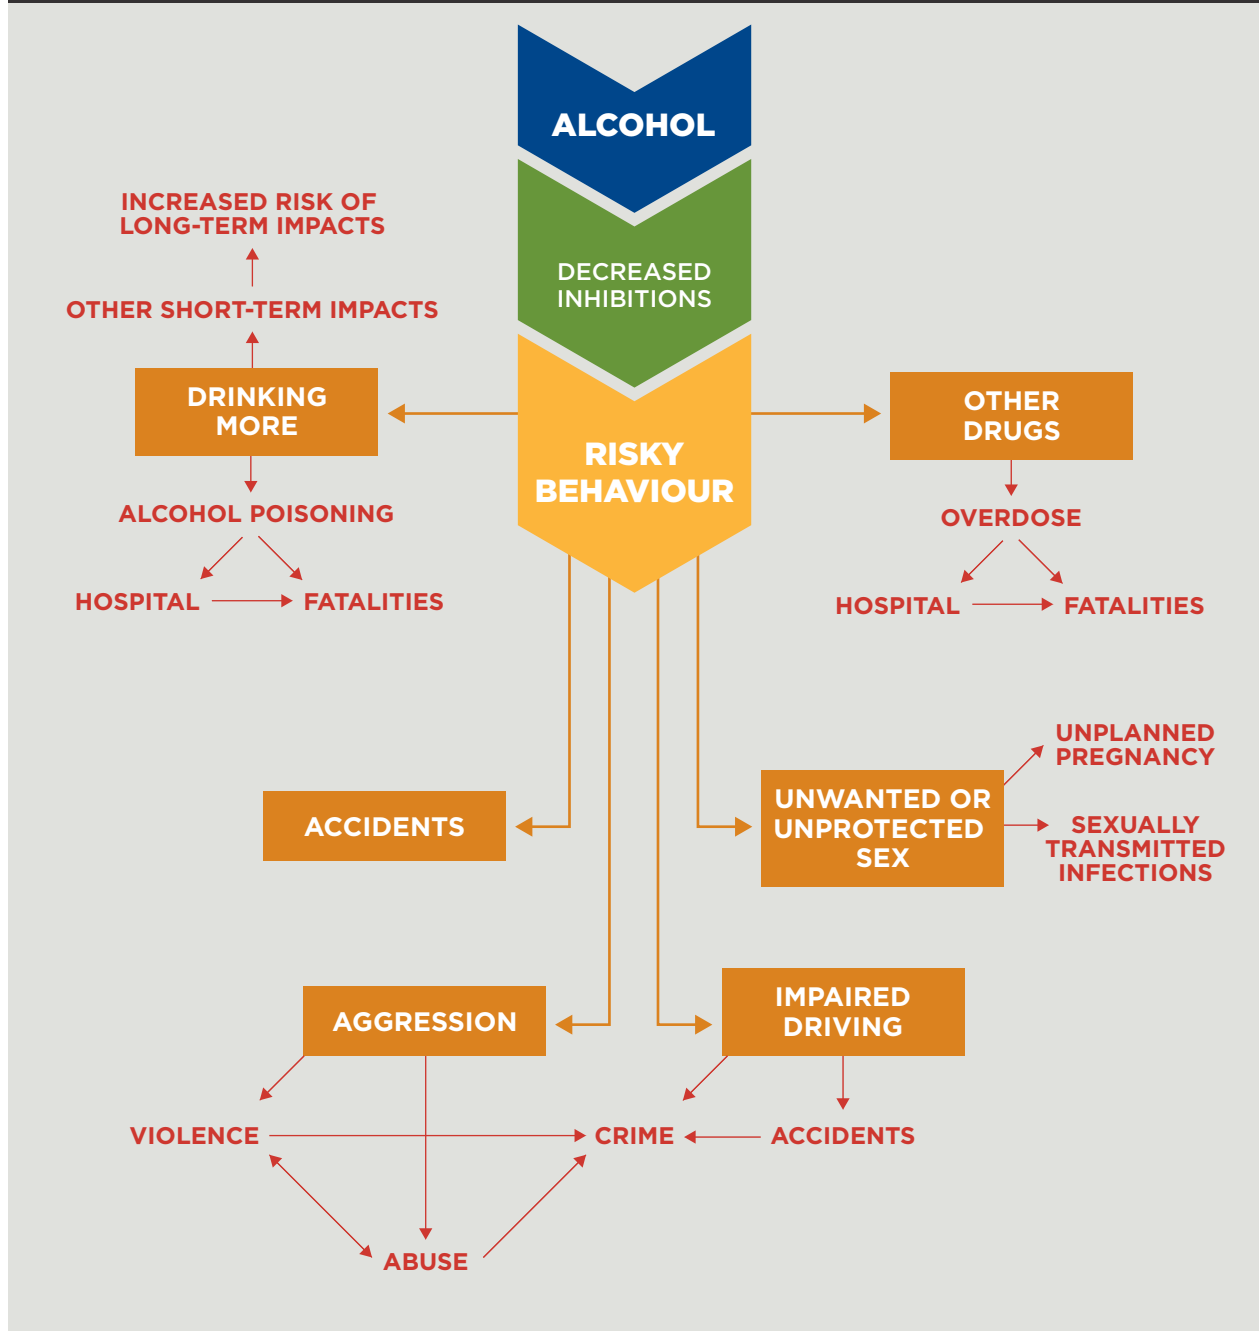 ALCOHOL
DECREASED
INHIBITIONS
RISKY
BEHAVIOUR
INCREASED RISK OF
LONG-TERM IMPACTS
OTHER SHORT-TERM IMPACTS
DRINKING
MORE
ALCOHOL POISONING
HOSPITAL
FATALITIES
OTHER
DRUGS
OVERDOSE
HOSPITAL
FATALITIES
ACCIDENTS
UNWANTED OR
UNPROTECTED
SEX
UNPLANNED
PREGNANCY
SEXUALLY
TRANSMITTED
INFECTIONS
AGGRESSION
IMPAIRED
DRIVING
VIOLENCE
CRIME
ACCIDENTS
ABUSE